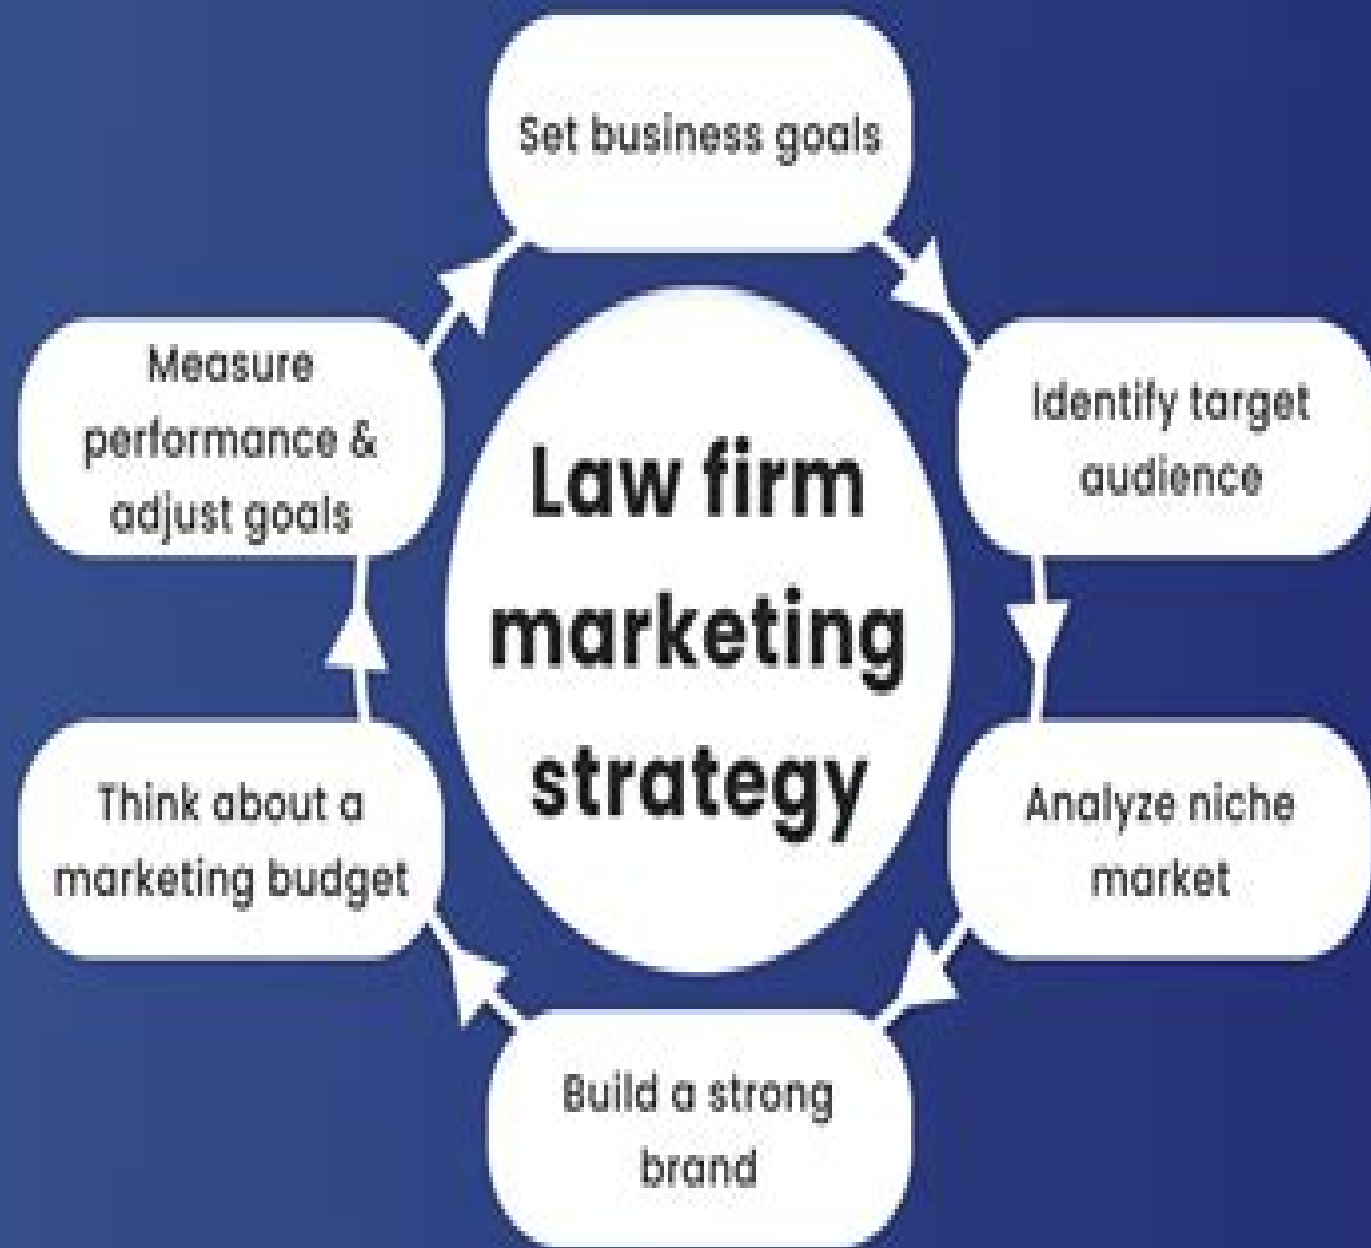 Set business goals
Identify target
audience
Analyze niche
market
Build a strong
brand
Think about a
marketing budget
Measure
performance &
adjust goals
Law firm
marketing
strategy